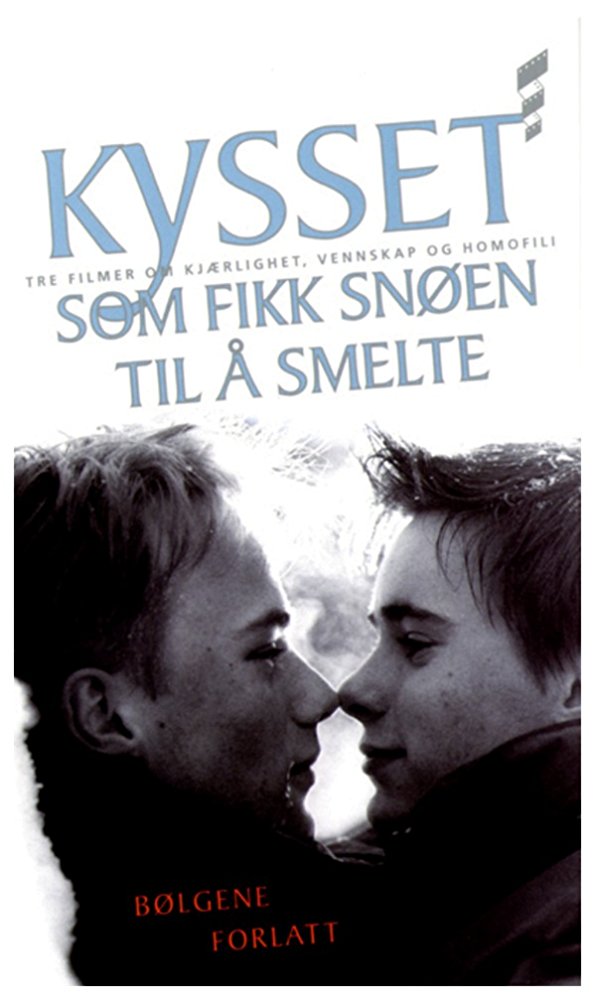 KYSSET
TRE FILMER OM KJÆRLIGHET, VENNSKAP OG HOMOFILI
SOM FIKK SNØEN
TIL Å SMELTE
BØLGENE
FORLATT